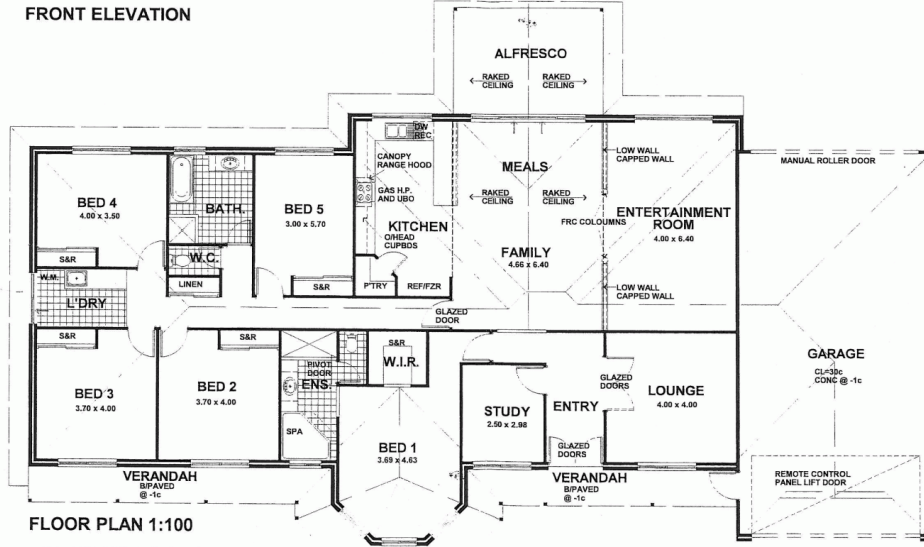 FRONT ELEVATION
ALFRESCO
RAKED
CEILING
RAKED
CEILING
DW
REC
CANOPY
RANGE HOOD
GAS H.P.
AND UBO
KITCHEN
O/HEAD
CUPBDS
P'TRY
REF/FZR
MEALS
RAKED
CEILING
RAKED
CEILING
FAMILY
4.66 x 6.40
LOW WALL
CAPPED WALL
FRC COLOUMNS
ENTERTAINMENT
ROOM
4.00 x 6.40
LOW WALL
CAPPED WALL
MANUAL ROLLER DOOR
BED 4
4.00 x 3.50
S&R
BATH.
W.C.
LINEN
BED 5
3.00 x 5.70
S&R
W.M.
L'DRY
GLAZED
DOOR
S&R
BED 3
3.70 x 4.00
S&R
BED 2
3.70 x 4.00
PIVOT
DOOR
ENS.
SPA
S&R
W.I.R.
BED 1
3.69 x 4.63
STUDY
2.50 x 2.98
ENTRY
GLAZED
DOORS
GLAZED
DOORS
LOUNGE
4.00 x 4.00
GARAGE
CL=30c
CONC @ -1c
REMOTE CONTROL
PANEL LIFT DOOR
VERANDAH
B/PAVED
@ -1c
VERANDAH
B/PAVED
@ -1c
FLOOR PLAN 1:100